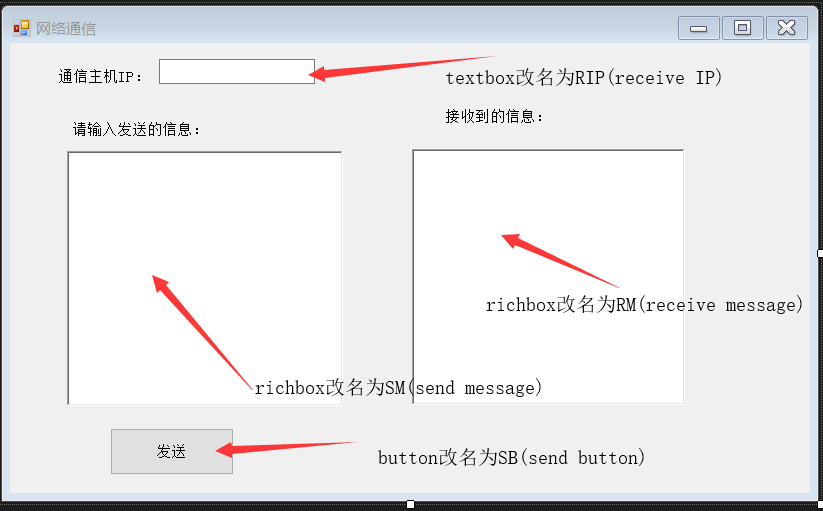 网络通信
通信主机IP:
textbox改名为RIP(receive IP)
请输入发送的信息:
接收到的信息:
richbox改名为RM(receive message)
richbox改名为SM(send message)
发送
button改名为SB(send button)